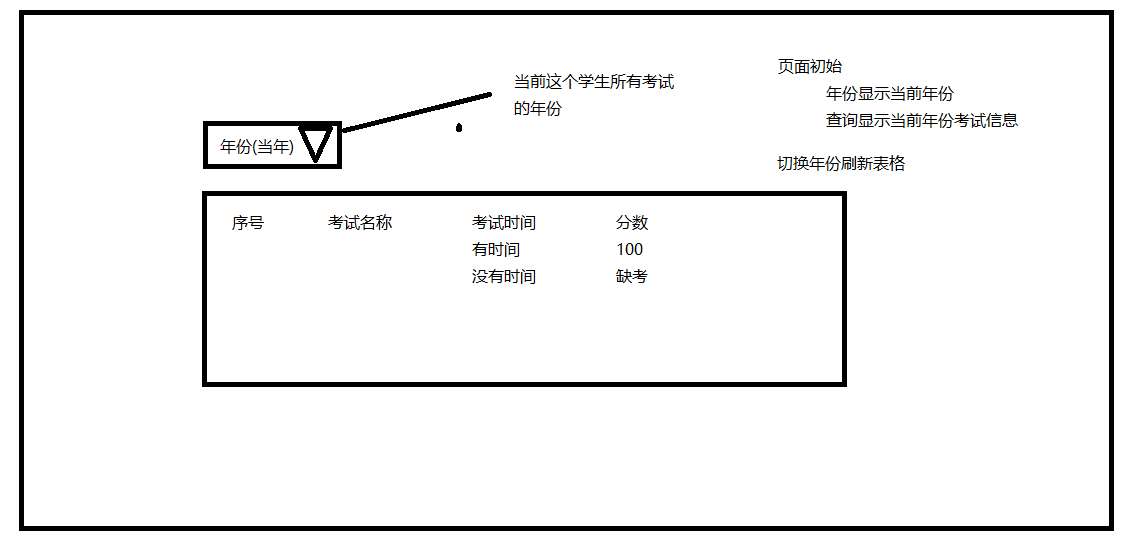 当前这个学生所有考试
的年份
页面初始
年份显示当前年份
查询显示当前年份考试信息
切换年份刷新表格
年份(当年)
序号 考试名称 考试时间 分数
有时间 100
没有时间 缺考